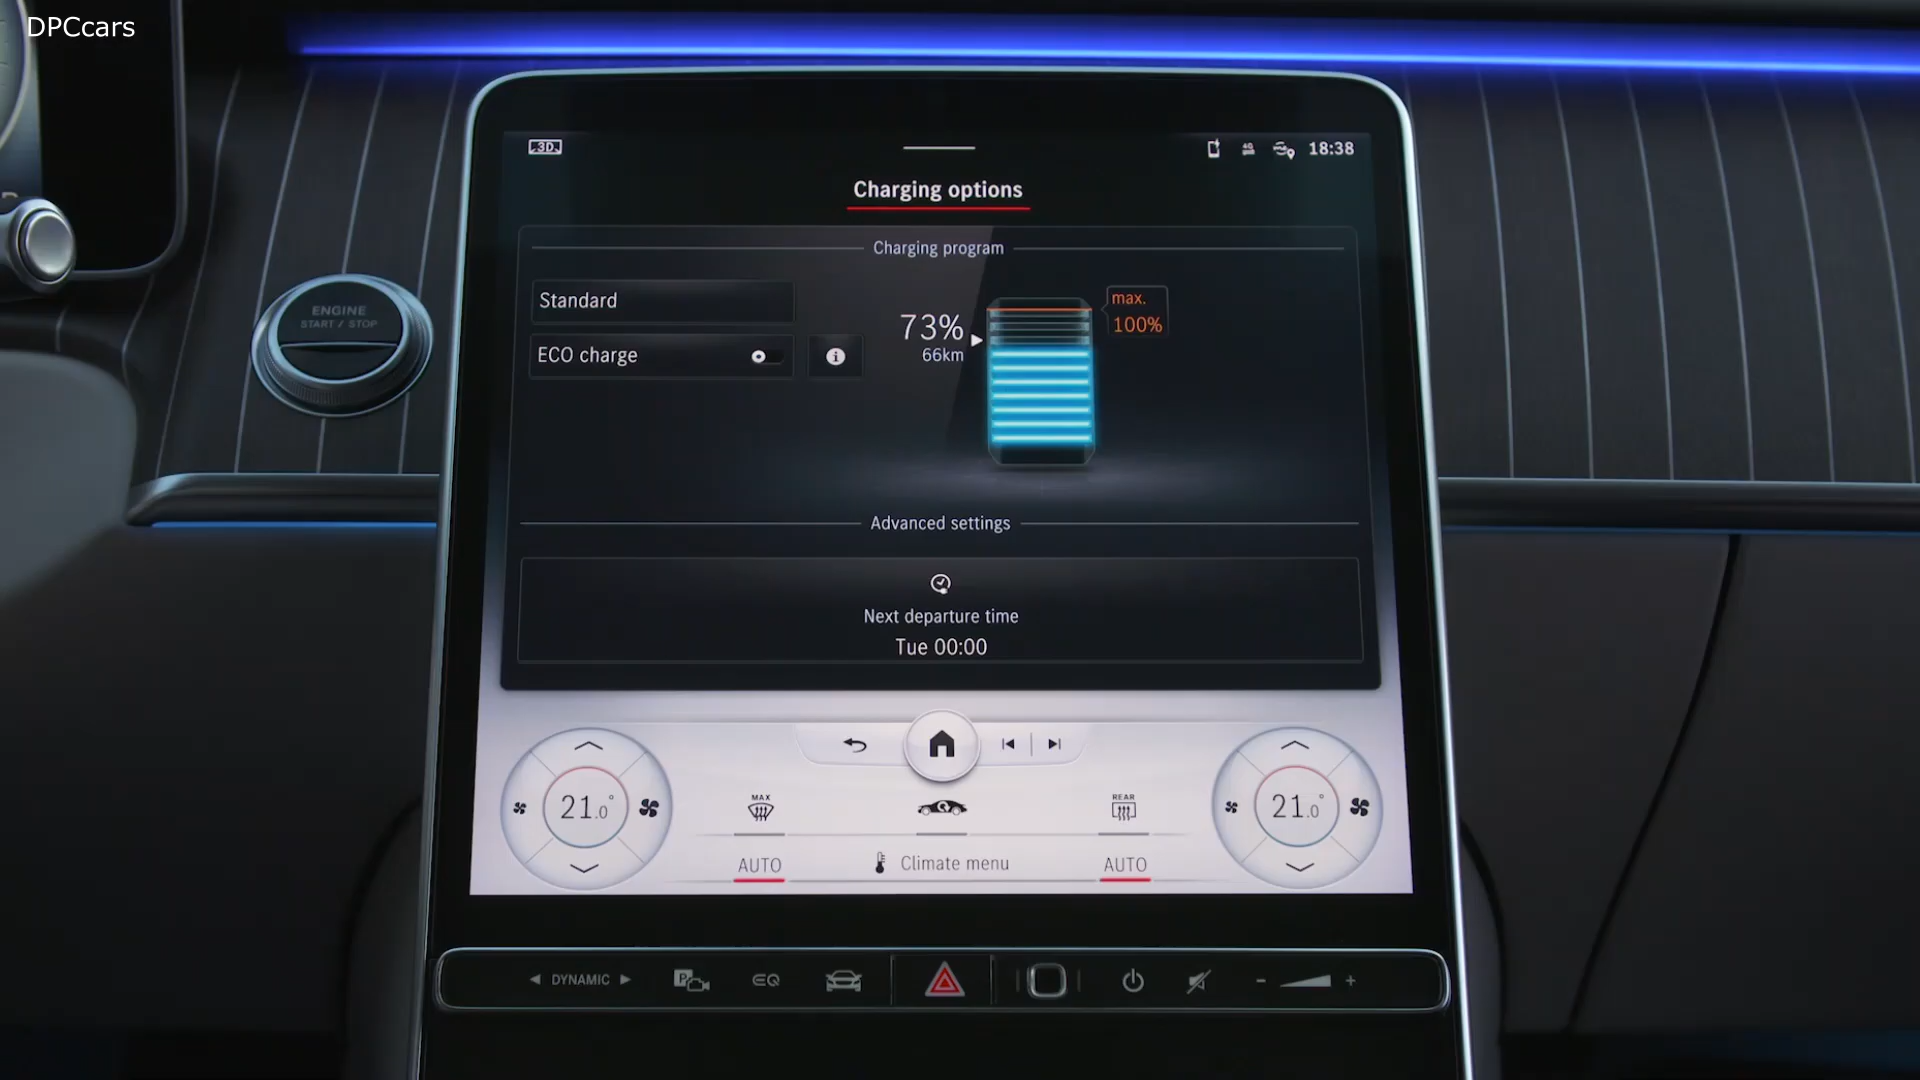 DPCcars
3D
4G
18:38
Charging options
Charging program
Standard
73%
66km
max.
100%
ECO charge
Advanced settings
Next departure time
Tue 00:00
ENGINE
START / STOP
21.0°
MAX
REAR
21.0°
AUTO
Climate menu
AUTO
DYNAMIC
P
EQ
- +